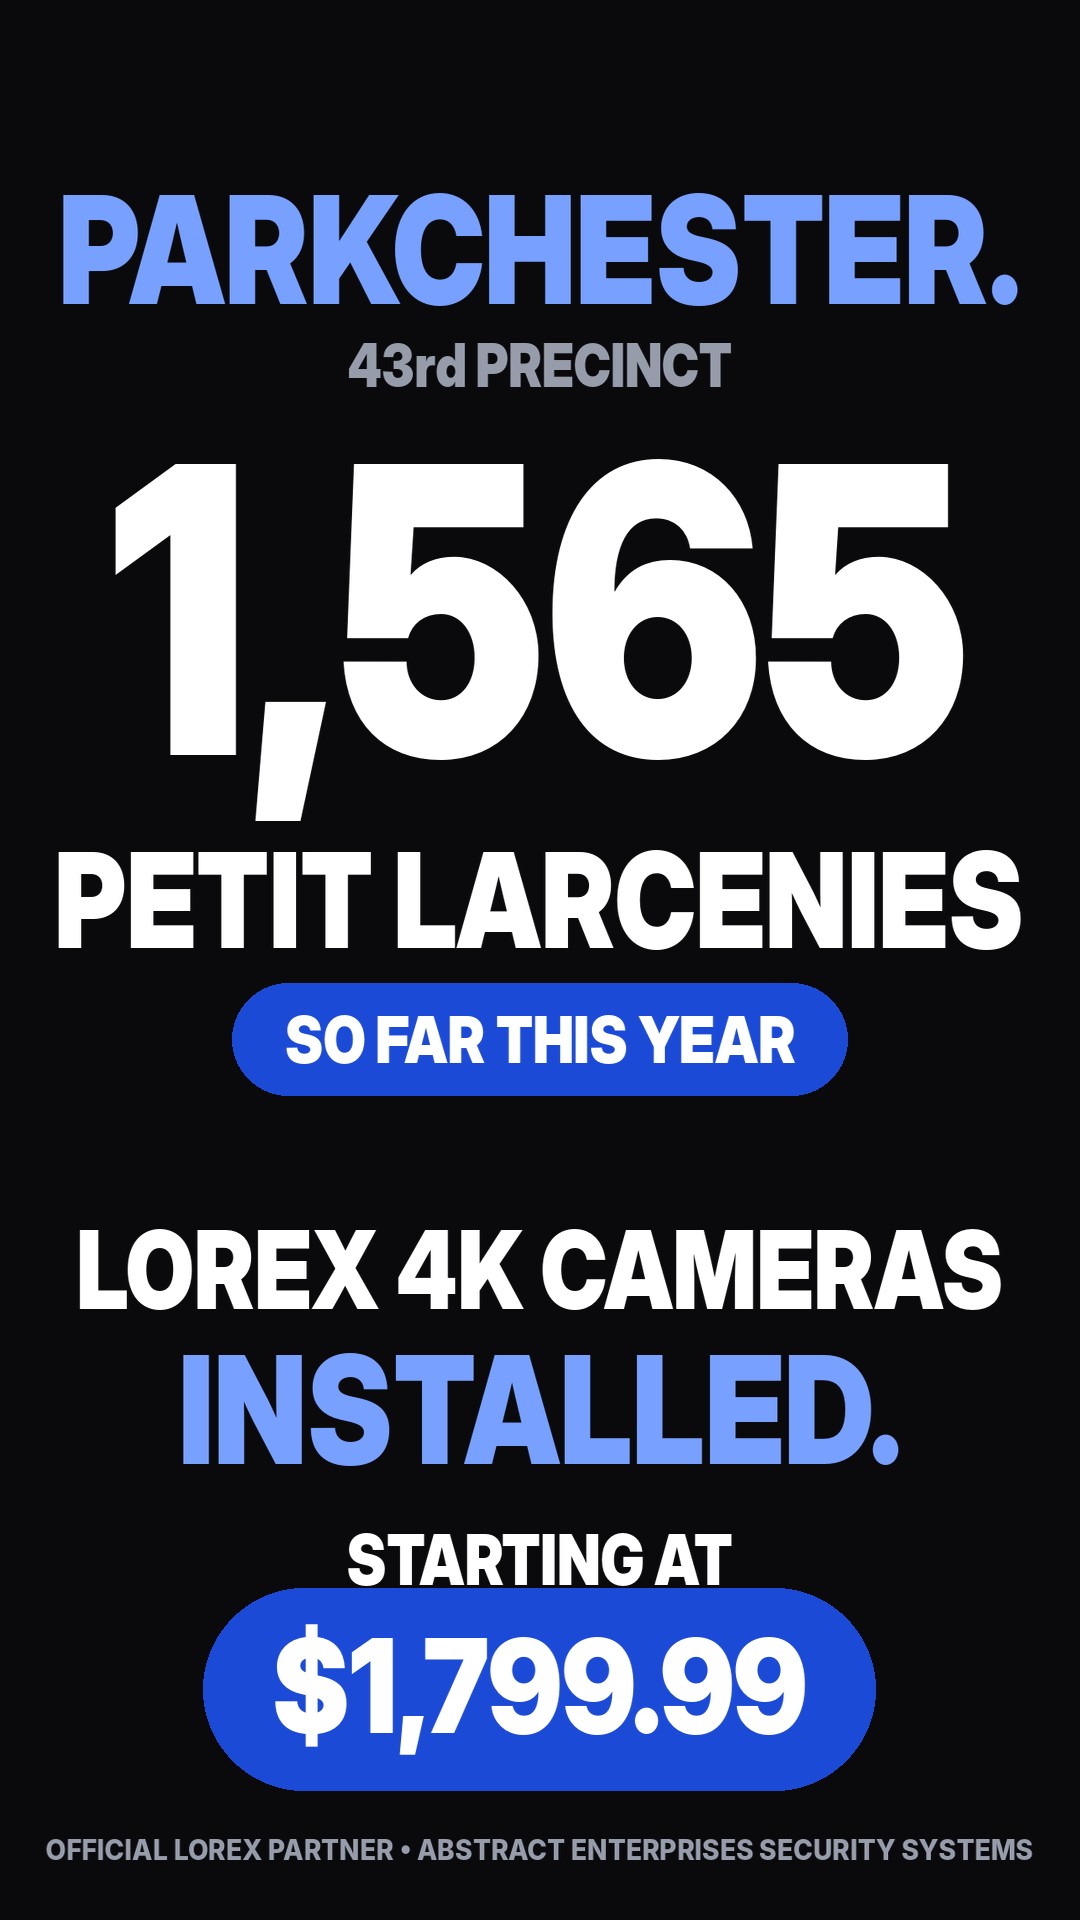 PARKCHESTER.
43rd PRECINCT
1,565
PETIT LARCENIES
SO FAR THIS YEAR
LOREX 4K CAMERAS
INSTALLED.
STARTING AT
$1,799.99
OFFICIAL LOREX PARTNER • ABSTRACT ENTERPRISES SECURITY SYSTEMS